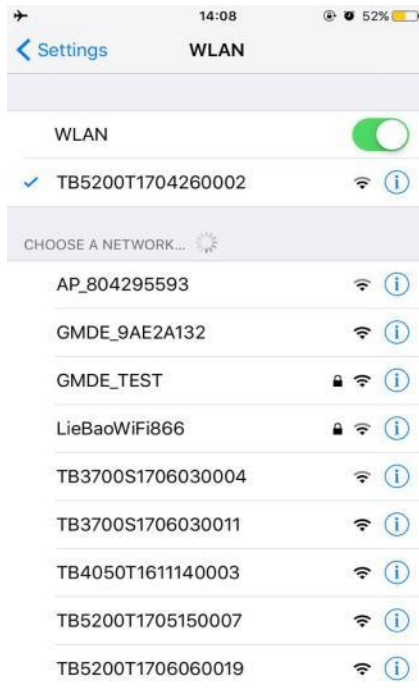 14:08 52%
Settings WLAN
WLAN
TB5200T1704260002
CHOOSE A NETWORK...
AP_804295593
GMDE_9AE2A132
GMDE_TEST
LieBaoWiFi866
TB3700S1706030004
TB3700S1706030011
TB4050T1611140003
TB5200T1705150007
TB5200T1706060019